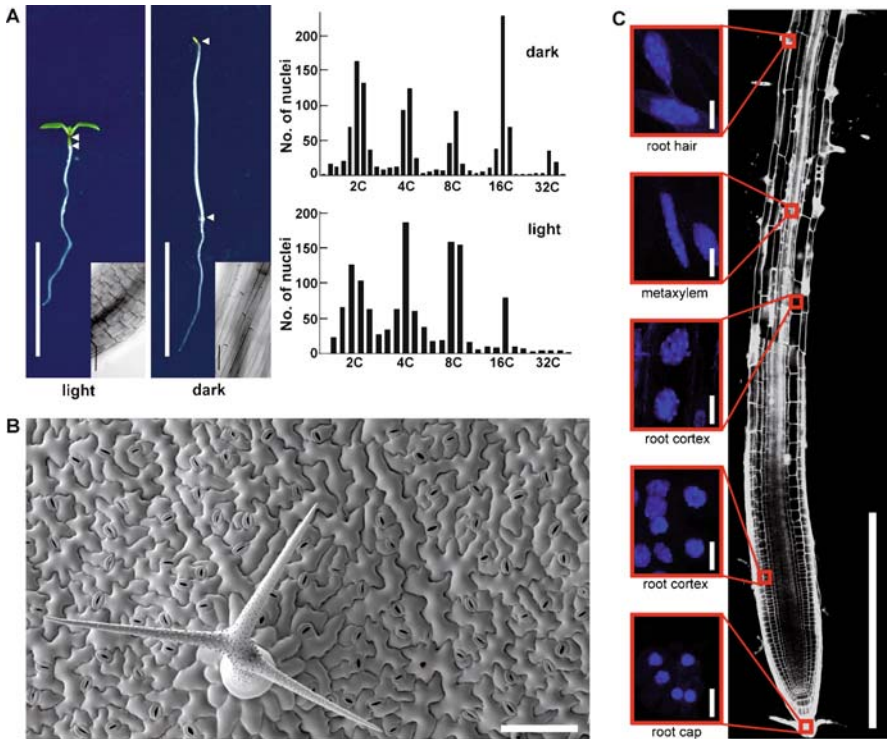 A
light
dark
No. of nuclei
200
150
100
50
0
dark
2C
4C
8C
16C
32C
No. of nuclei
200
150
100
50
0
light
2C
4C
8C
16C
32C
B
C
root hair
metaxylem
root cortex
root cortex
root cap